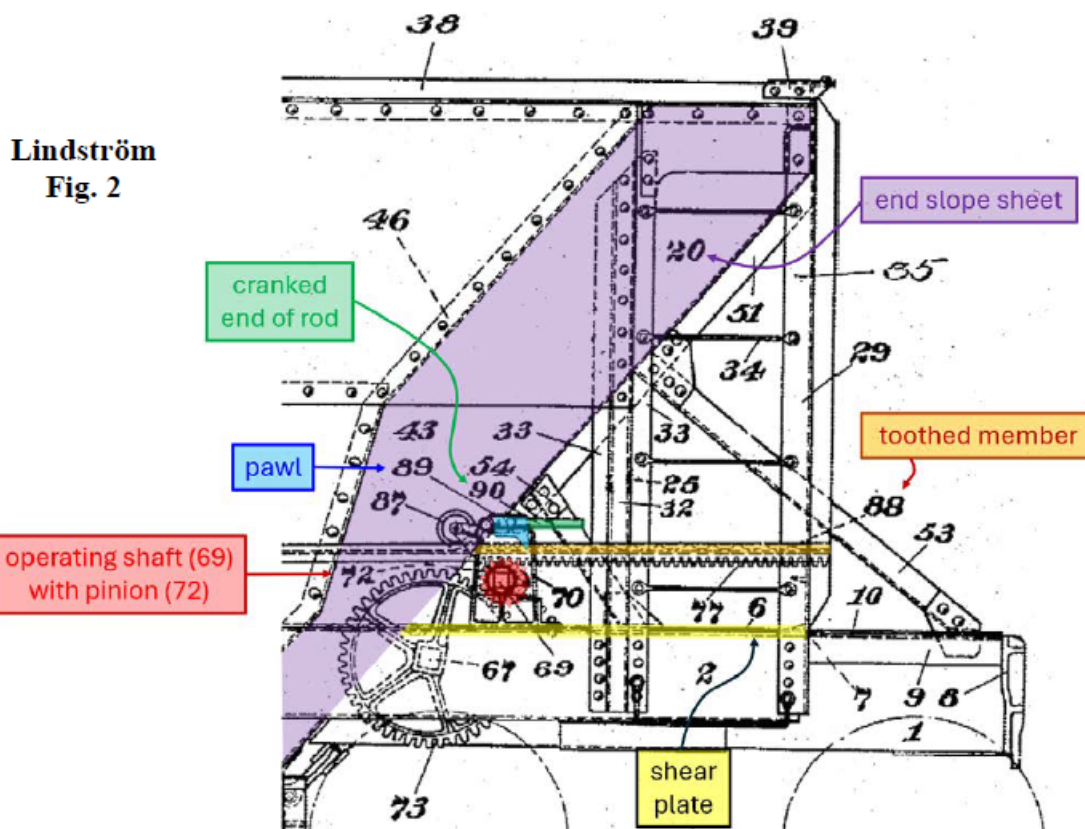 38
39
Lindström
Fig. 2
end slope sheet
46
20
85
cranked
end of rod
51
34
29
43
33
33
toothed member
pawl
89
54
90
25
32
88
87
53
operating shaft (69)
with pinion (72)
72
70
77
6
10
67
69
2
7
9
8
1
shear
plate
73